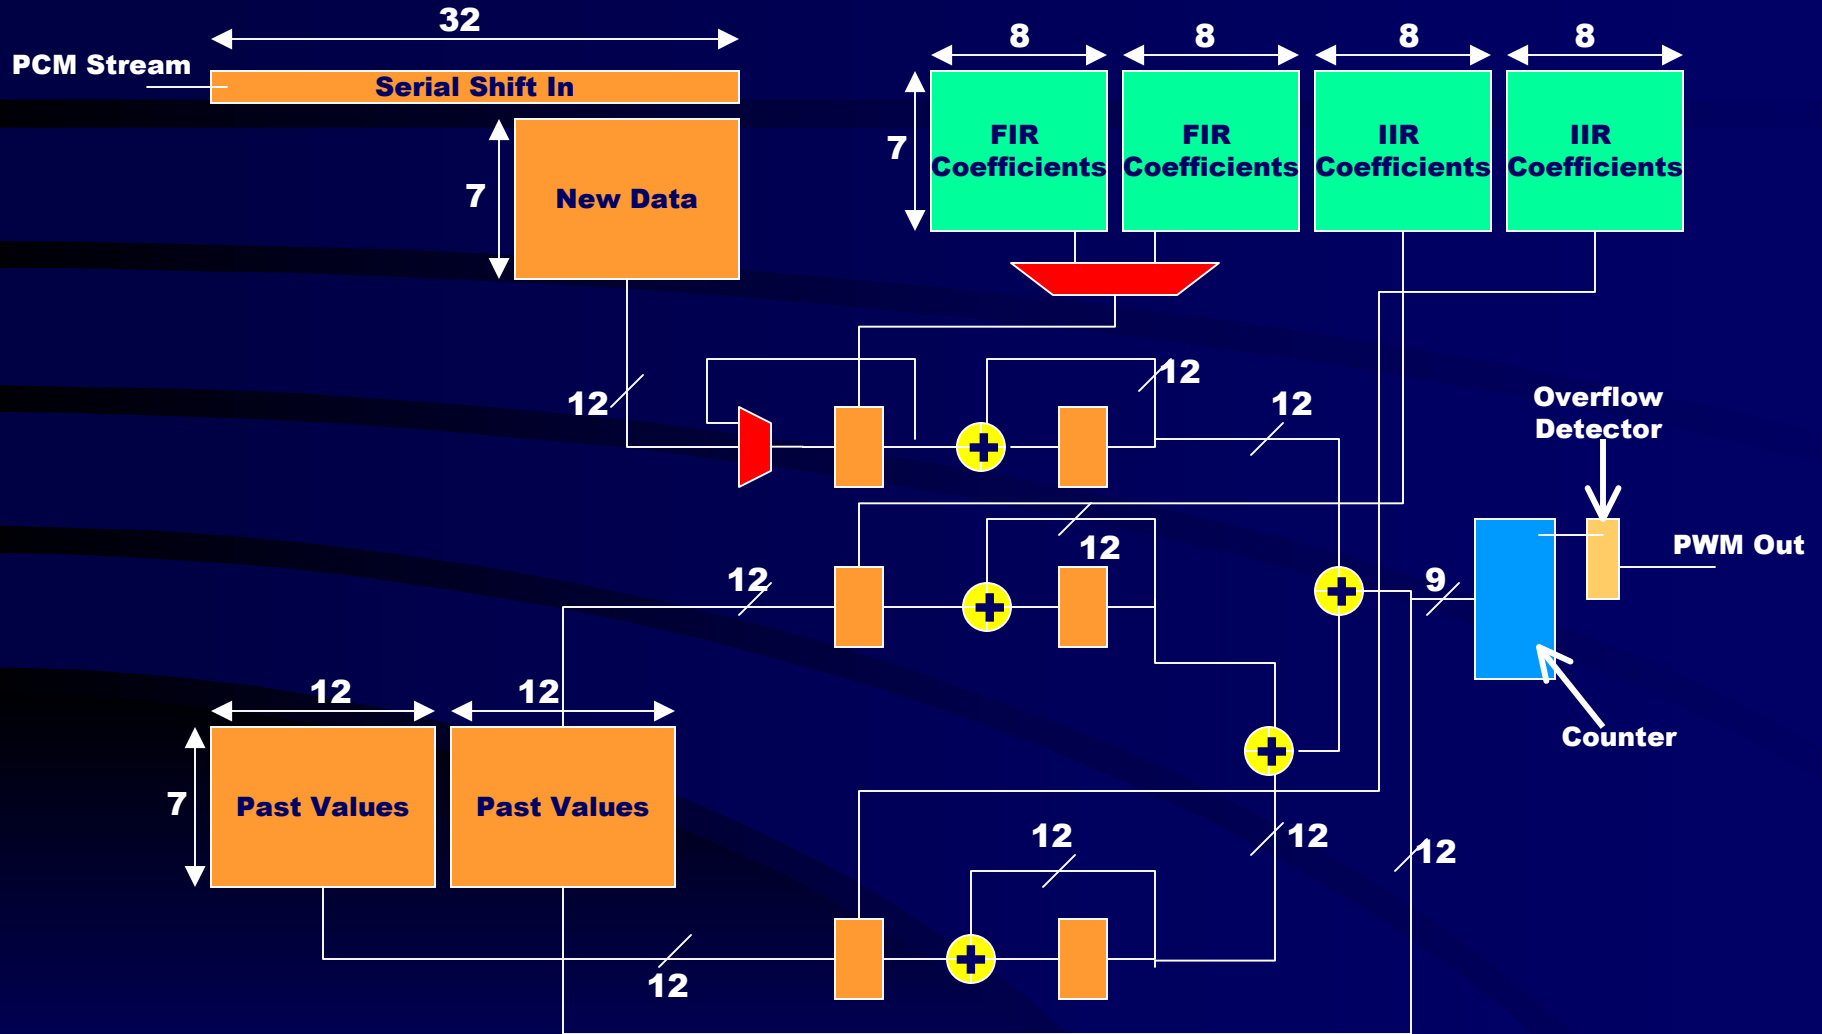 32
8
8
8
8
PCM Stream
Serial Shift In
7
New Data
7
FIR
Coefficients
FIR
Coefficients
IIR
Coefficients
IIR
Coefficients
12
12
12
Overflow
Detector
12
12
9
PWM Out
Counter
12
12
7
Past Values
Past Values
12
12
12
12